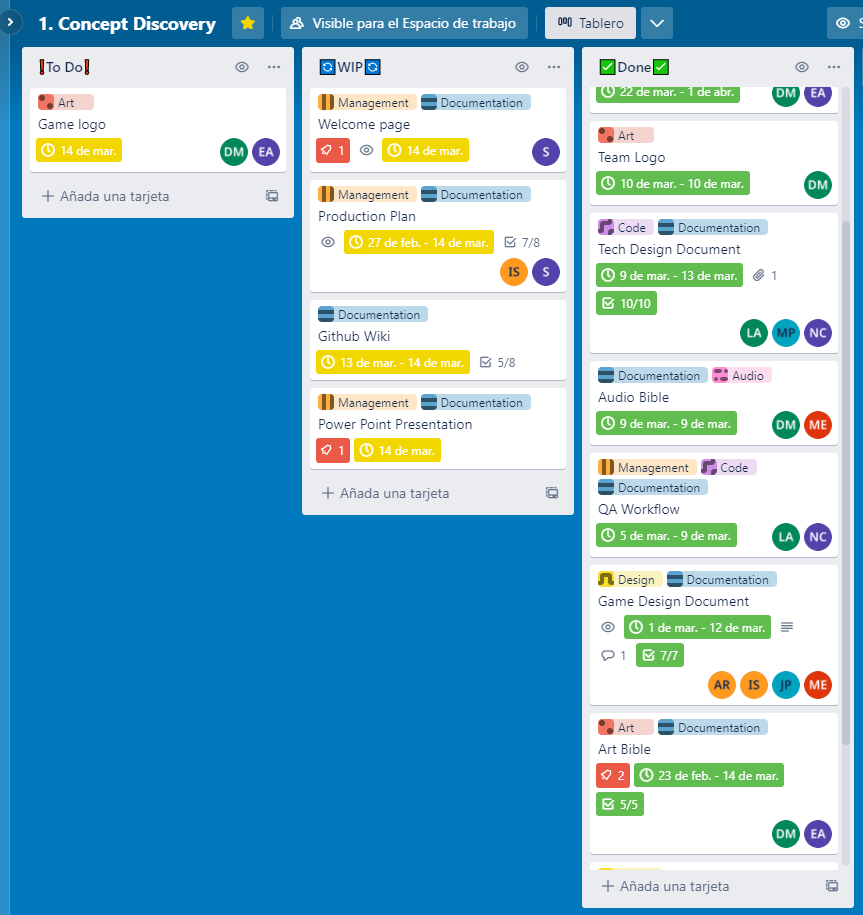 1. Concept Discovery
Visible para el Espacio de trabajo
Tablero
❗To Do❗
Art
Game logo
14 de mar.
DM EA
+ Añada una tarjeta
🔄WIP🔄
Management Documentation
Welcome page
1 14 de mar.
S
Management Documentation
Production Plan
27 de feb. - 14 de mar. 7/8
IS S
Documentation
Github Wiki
13 de mar. - 14 de mar. 5/8
Management Documentation
Power Point Presentation
1 14 de mar.
+ Añada una tarjeta
✅Done✅
22 de mar. - 1 de abr.
DM EA
Art
Team Logo
10 de mar. - 10 de mar.
DM
Code Documentation
Tech Design Document
9 de mar. - 13 de mar. 1
10/10
LA MP NC
Documentation Audio
Audio Bible
9 de mar. - 9 de mar.
DM ME
Management Code
Documentation
QA Workflow
5 de mar. - 9 de mar.
LA NC
Design Documentation
Game Design Document
1 de mar. - 12 de mar.
1 7/7
AR IS JP ME
Art Documentation
Art Bible
2 23 de feb. - 14 de mar.
5/5
DM EA
+ Añada una tarjeta